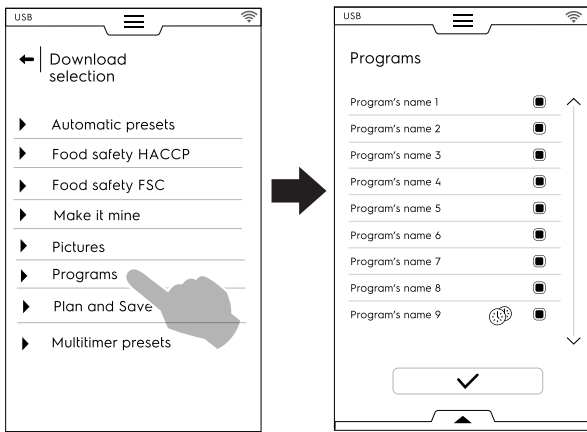 USB
Download
selection
Automatic presets
Food safety HACCP
Food safety FSC
Make it mine
Pictures
Programs
Plan and Save
Multitimer presets
USB
Programs
Program's name 1
Program's name 2
Program's name 3
Program's name 4
Program's name 5
Program's name 6
Program's name 7
Program's name 8
Program's name 9